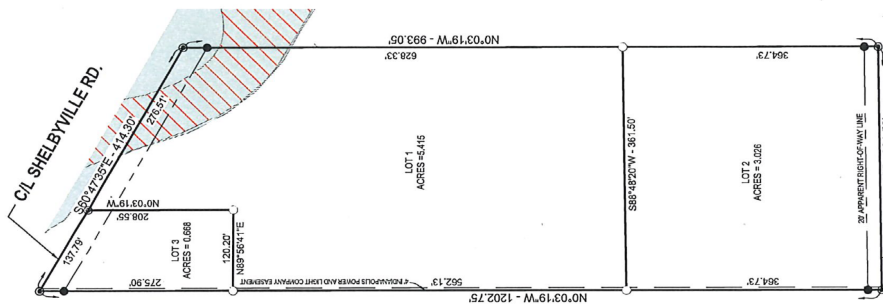 C/L SHELBYVILLE RD.
S60°47'35"E - 414.30'
137.79'
276.51'
N0°03'19"W - 993.05'
628.33'
364.73'
N0°03'19"W
208.55'
LOT 3
ACRES = 0.668
275.90'
120.20'
N89°56'41"E
LOT 1
ACRES =5.415
S88°48'20"W - 361.50'
LOT 2
ACRES = 3.026
20' APPARENT RIGHT-OF-WAY LINE
4' INDIANAPOLIS POWER AND LIGHT COMPANY EASEMENT
562.13'
364.73'
N0°03'19"W - 1202.75